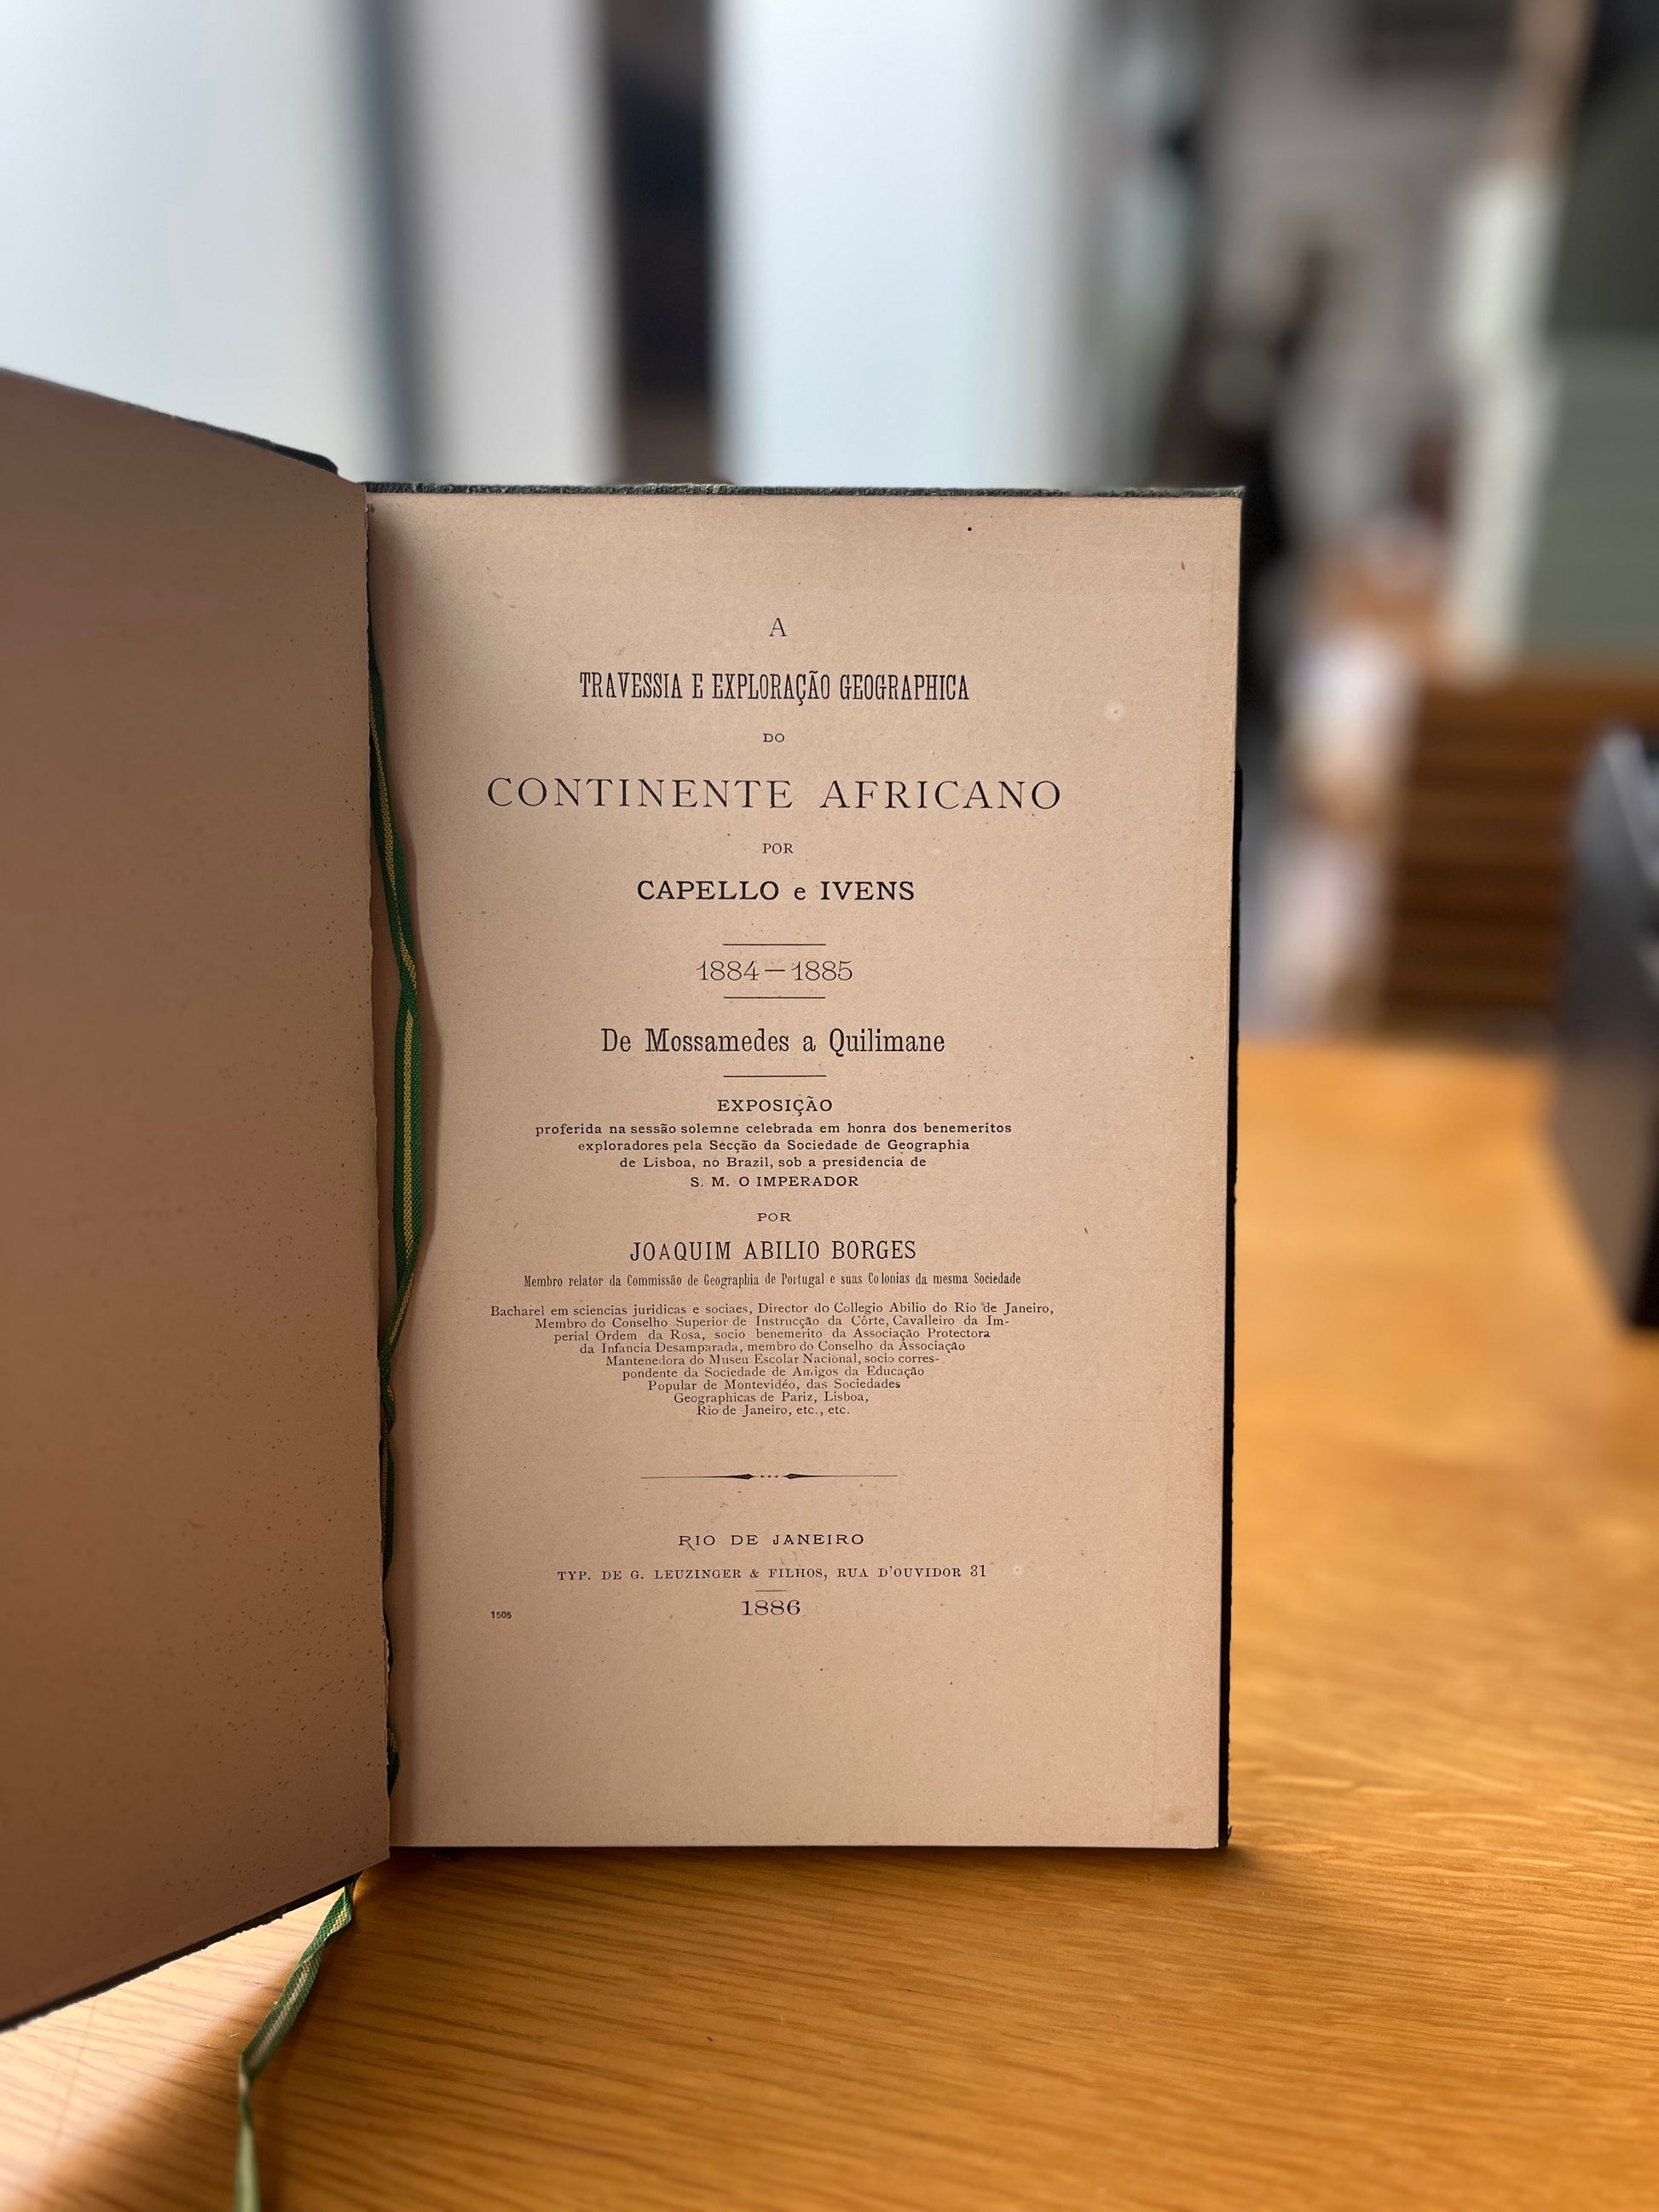 A
TRAVESSIA E EXPLORAÇÃO GEOGRAPHICA
DO
CONTINENTE AFRICANO
POR
CAPELLO e IVENS
1884—1885
De Mossamedes a Quilimane
EXPOSIÇÃO
proferida na sessão solemne celebrada em honra dos benemeritos
exploradores pela Secção da Sociedade de Geographia
de Lisboa, no Brazil, sob a presidencia de
S. M. O IMPERADOR
POR
JOAQUIM ABILIO BORGES
Membro relator da Commissão de Geographia de Portugal e suas Colonias da mesma Sociedade
Bacharel em sciencias juridicas e sociaes, Director do Collegio Abilio do Rio de Janeiro,
Membro do Conselho Superior de Instrucção da Côrte, Cavalleiro da Im-
perial Ordem da Rosa, socio benemerito da Associação Protectora
da Infancia Desamparada, membro do Conselho da Associação
Mantenedora do Museu Escolar Nacional, socio corres-
pondente da Sociedade de Amigos da Educação
Popular de Montevidéo, das Sociedades
Geographicas de Pariz, Lisboa,
Rio de Janeiro, etc., etc.
RIO DE JANEIRO
TYP. DE G. LEUZINGER & FILHOS, RUA D'OUVIDOR 31
1886
1505